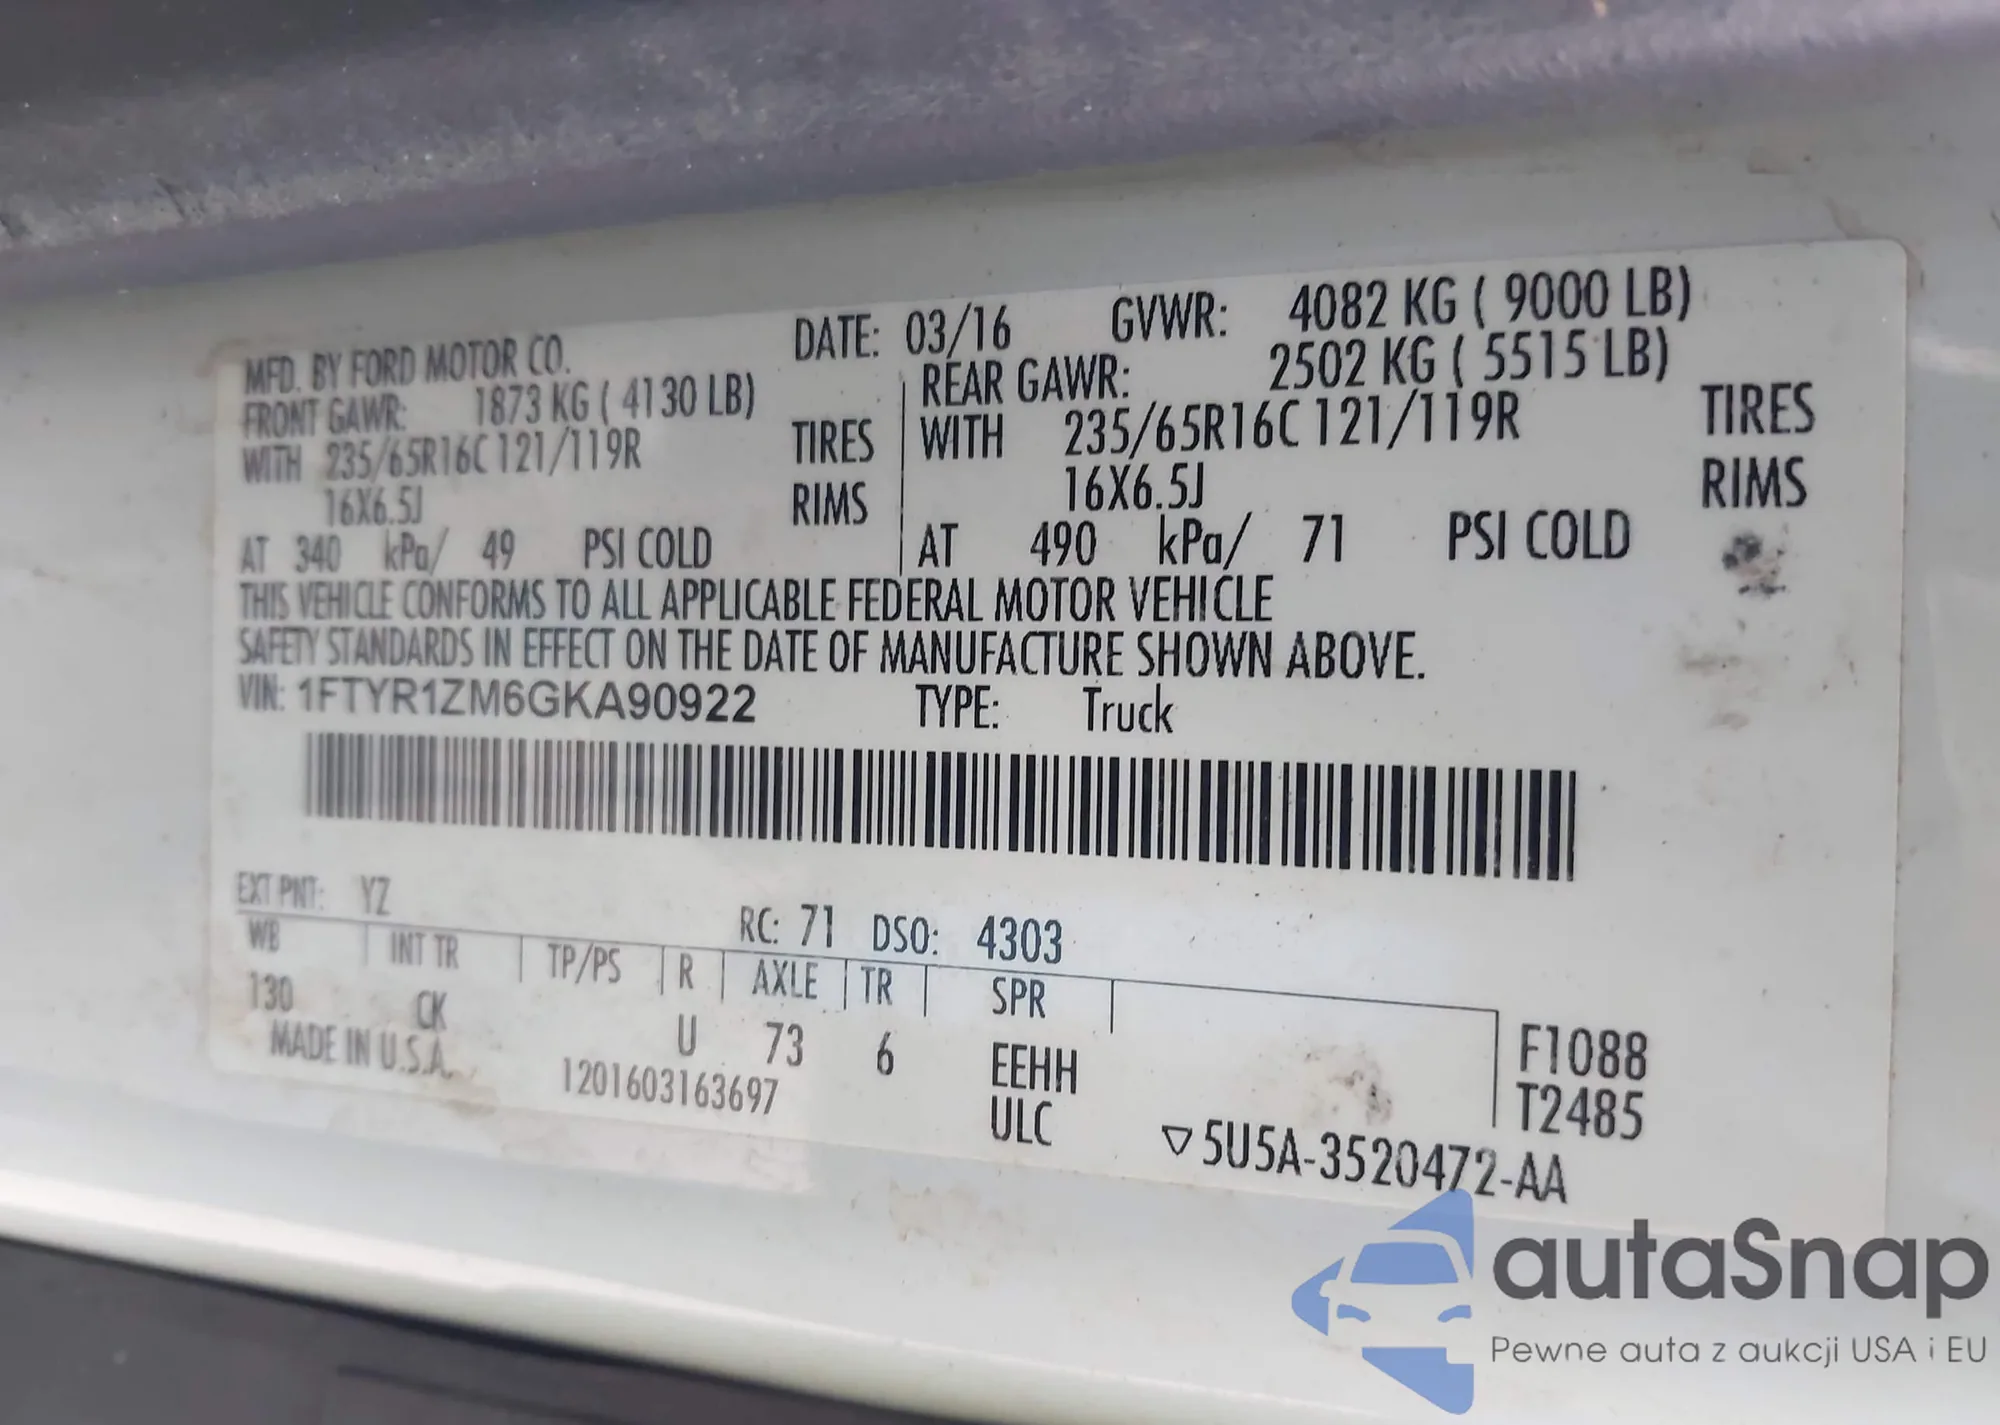 MFD. BY FORD MOTOR CO. DATE: 03/16 GVWR: 4082 KG ( 9000 LB)
FRONT GAWR: 1873 KG ( 4130 LB) REAR GAWR: 2502 KG ( 5515 LB)
WITH 235/65R16C 121/119R TIRES WITH 235/65R16C 121/119R TIRES
16X6.5J RIMS 16X6.5J RIMS
AT 340 kPa/ 49 PSI COLD AT 490 kPa/ 71 PSI COLD
THIS VEHICLE CONFORMS TO ALL APPLICABLE FEDERAL MOTOR VEHICLE
SAFETY STANDARDS IN EFFECT ON THE DATE OF MANUFACTURE SHOWN ABOVE.
VIN: 1FTYR1ZM6GKA90922 TYPE: Truck
EXT PNT: YZ RC: 71 DSO: 4303
WB INT TR TP/PS R AXLE TR SPR
130 CK U 73 6 EEHH F1088
MADE IN U.S.A. 1201603163697 ULC T2485
▽5U5A-3520472-AA
autaSnap
Pewne auta z aukcji USA i EU